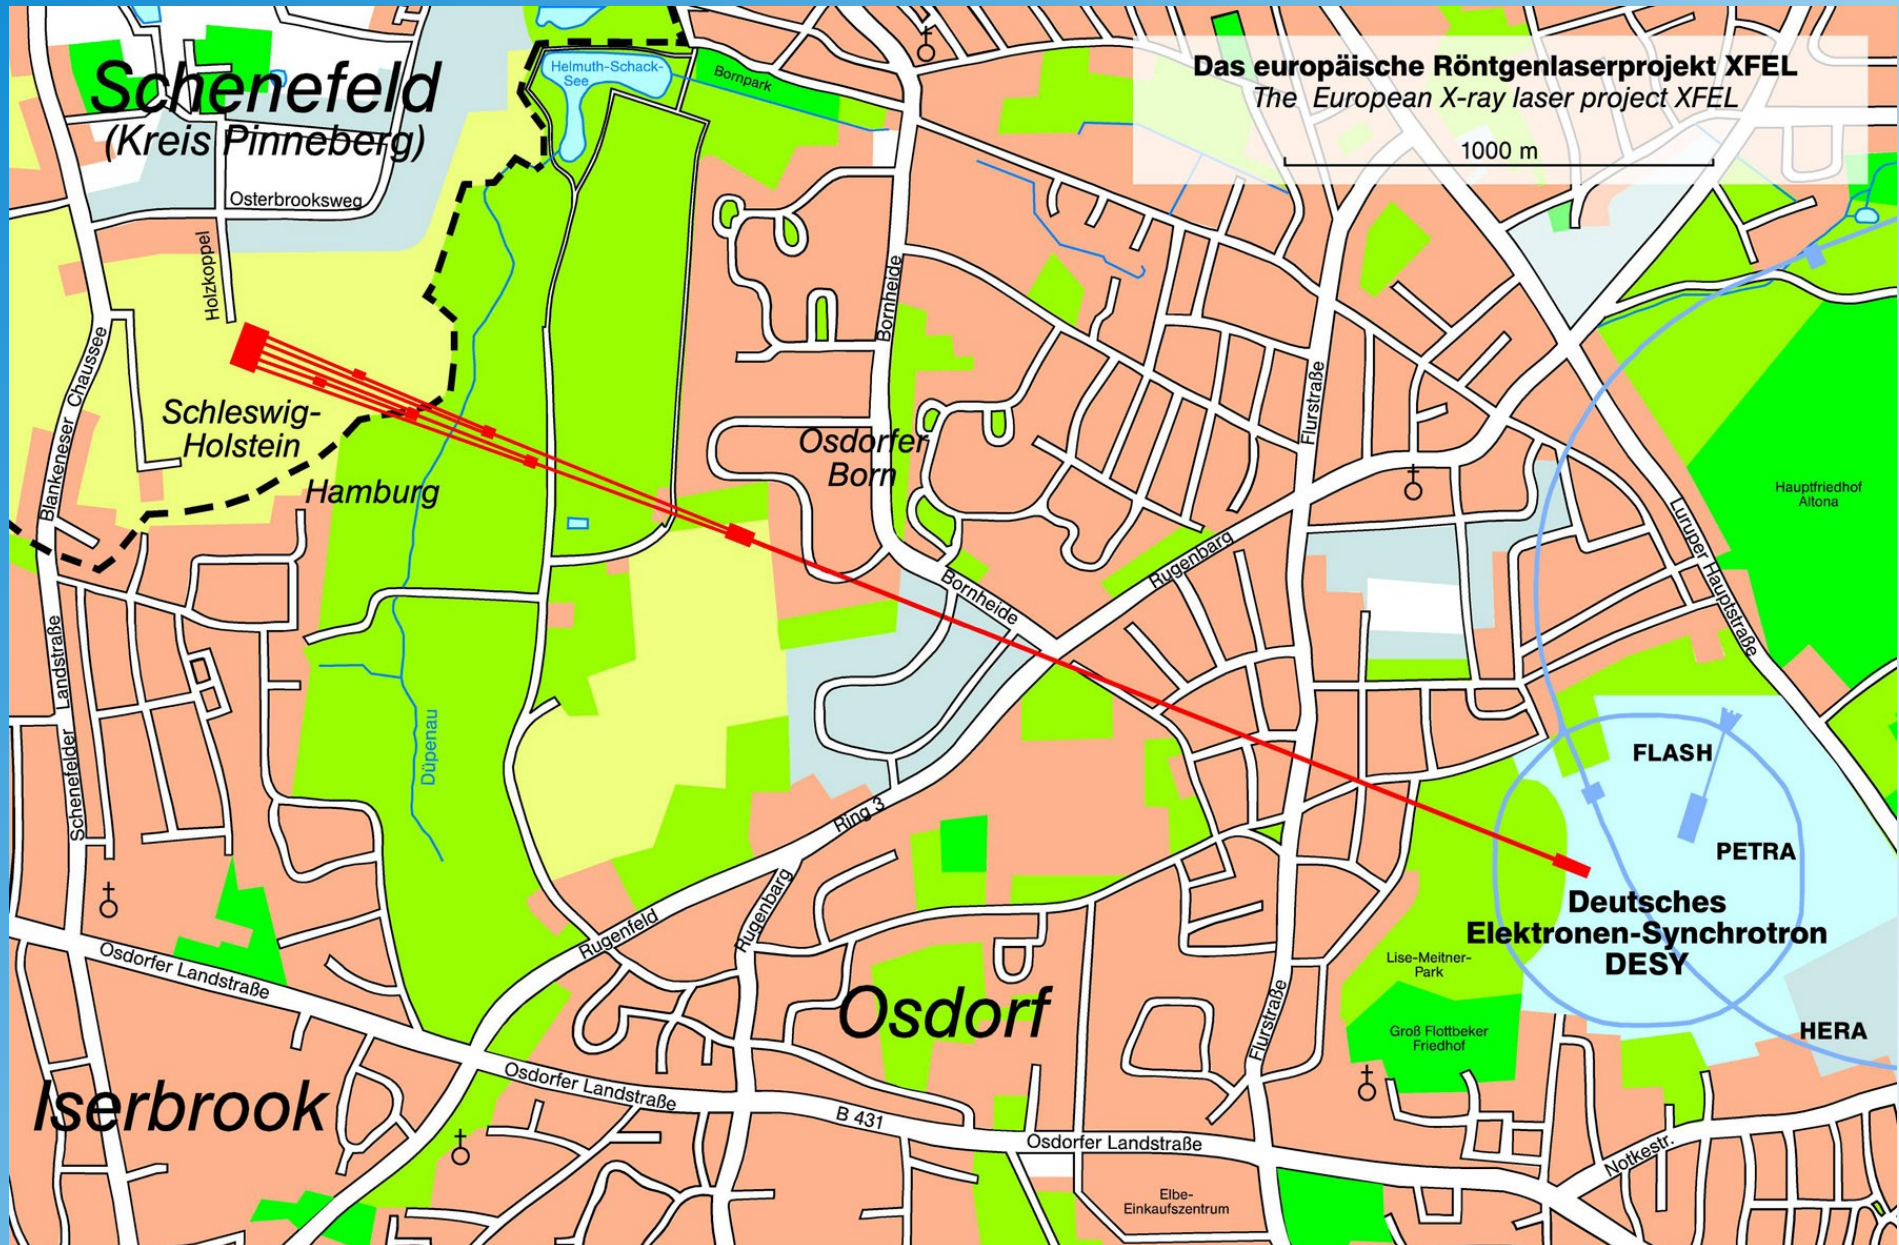 Das europäische Röntgenlaserprojekt XFEL
The European X-ray laser project XFEL
1000 m
Schenefeld
(Kreis Pinneberg)
Helmuth-Schack-
See
Bornpark
Osterbrooksweg
Holzkoppel
Bornheide
Blankeneser Chaussee
Schleswig-
Holstein
Hamburg
Osdorfer
Born
Flurstraße
Hauptfriedhof
Altona
Luruper Hauptstraße
Rugenbarg
Bornheide
Schenefelder Landstraße
Düpenau
FLASH
PETRA
Ring 3
Deutsches
Elektronen-Synchrotron
DESY
Rugenbarg
Rugenfeld
Osdorfer Landstraße
Lise-Meitner-
Park
Osdorf
Flurstraße
Groß Flottbeker
Friedhof
HERA
Iserbrook
Osdorfer Landstraße
B 431
Osdorfer Landstraße
Notkestr.
Elbe-
Einkaufszentrum